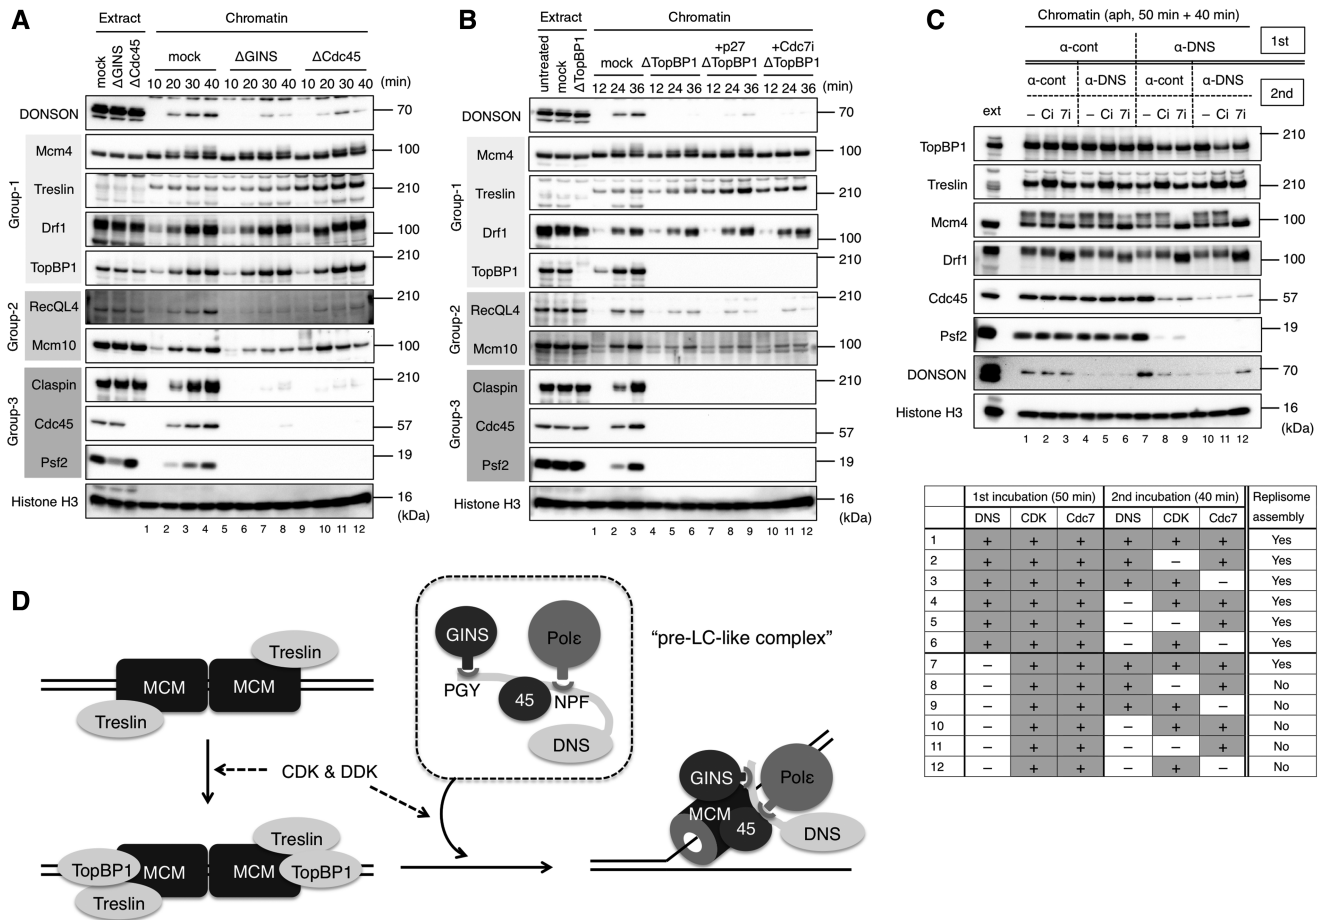 A
Extract
Chromatin
mock
ΔGINS
ΔCdc45
mock
ΔGINS
ΔCdc45
10 20 30 40 10 20 30 40 10 20 30 40 (min)
DONSON
70
Group-1
Mcm4
100
Treslin
210
Drf1
100
TopBP1
210
Group-2
RecQL4
210
Mcm10
100
Group-3
Claspin
210
Cdc45
57
Psf2
19
Histone H3
16
(kDa)
1 2 3 4 5 6 7 8 9 10 11 12
B
Extract
Chromatin
untreated
mock
ΔTopBP1
+p27 +Cdc7i
mock ΔTopBP1 ΔTopBP1 ΔTopBP1
12 24 36 12 24 36 12 24 36 12 24 36 (min)
DONSON
70
Group-1
Mcm4
100
Treslin
210
Drf1
100
TopBP1
210
Group-2
RecQL4
210
Mcm10
100
Group-3
Claspin
210
Cdc45
57
Psf2
19
Histone H3
16
(kDa)
1 2 3 4 5 6 7 8 9 10 11 12
C
Chromatin (aph, 50 min + 40 min)
α-cont α-DNS 1st
α-cont α-DNS α-cont α-DNS 2nd
ext – Ci 7i – Ci 7i – Ci 7i – Ci 7i
TopBP1
210
Treslin
210
Mcm4
100
Drf1
100
Cdc45
57
Psf2
19
DONSON
70
Histone H3
16
(kDa)
1 2 3 4 5 6 7 8 9 10 11 12
1st incubation (50 min) 2nd incubation (40 min) Replisome
DNS CDK Cdc7 DNS CDK Cdc7 assembly
1 + + + + + + Yes
2 + + + + – + Yes
3 + + + + + – Yes
4 + + + – + + Yes
5 + + + – – + Yes
6 + + + – + – Yes
7 – + + + + + Yes
8 – + + + – + No
9 – + + + + – No
10 – + + – + + No
11 – + + – – + No
12 – + + – + – No
D
Treslin
MCM MCM
Treslin
CDK & DDK
GINS
Polε
PGY
45
NPF
DNS
“pre-LC-like complex”
Treslin
TopBP1 MCM MCM TopBP1
Treslin
GINS
Polε
MCM
45
DNS